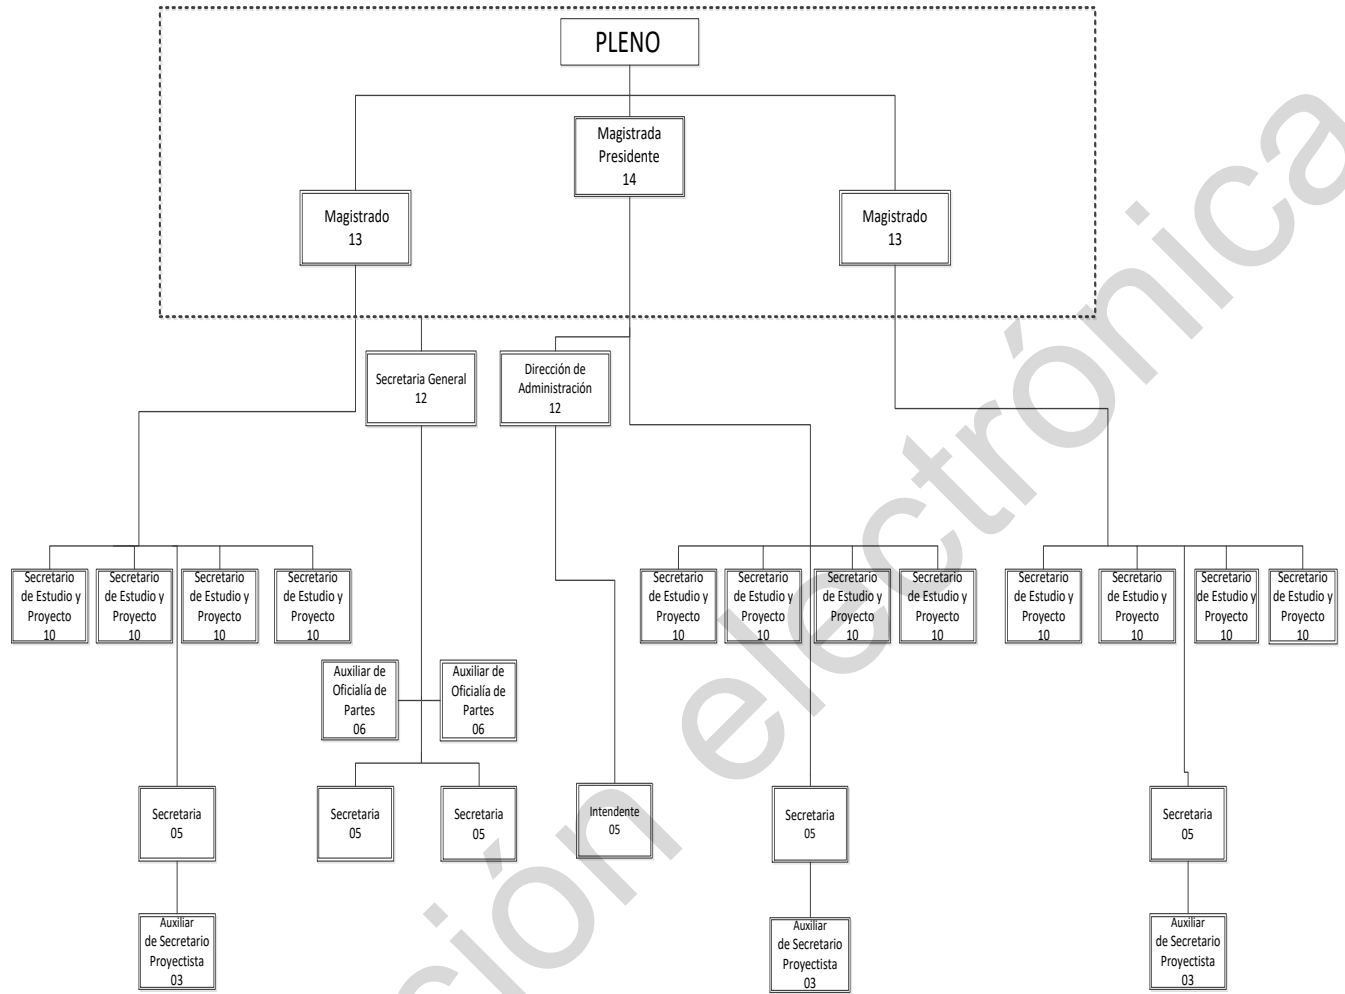 PLENO
Magistrada
Presidente
14
Magistrado
13
Magistrado
13
Secretaria General
12
Dirección de
Administración
12
Secretario
de Estudio y
Proyecto
10
Secretario
de Estudio y
Proyecto
10
Secretario
de Estudio y
Proyecto
10
Secretario
de Estudio y
Proyecto
10
Secretario
de Estudio y
Proyecto
10
Secretario
de Estudio y
Proyecto
10
Secretario
de Estudio y
Proyecto
10
Secretario
de Estudio y
Proyecto
10
Secretario
de Estudio y
Proyecto
10
Secretario
de Estudio y
Proyecto
10
Secretario
de Estudio y
Proyecto
10
Secretario
de Estudio y
Proyecto
10
Auxiliar de
Oficialía de
Partes
06
Auxiliar de
Oficialía de
Partes
06
Secretaria
05
Secretaria
05
Secretaria
05
Intendente
05
Secretaria
05
Secretaria
05
Auxiliar
de Secretario
Proyectista
03
Auxiliar
de Secretario
Proyectista
03
Auxiliar
de Secretario
Proyectista
03
ción electrónica